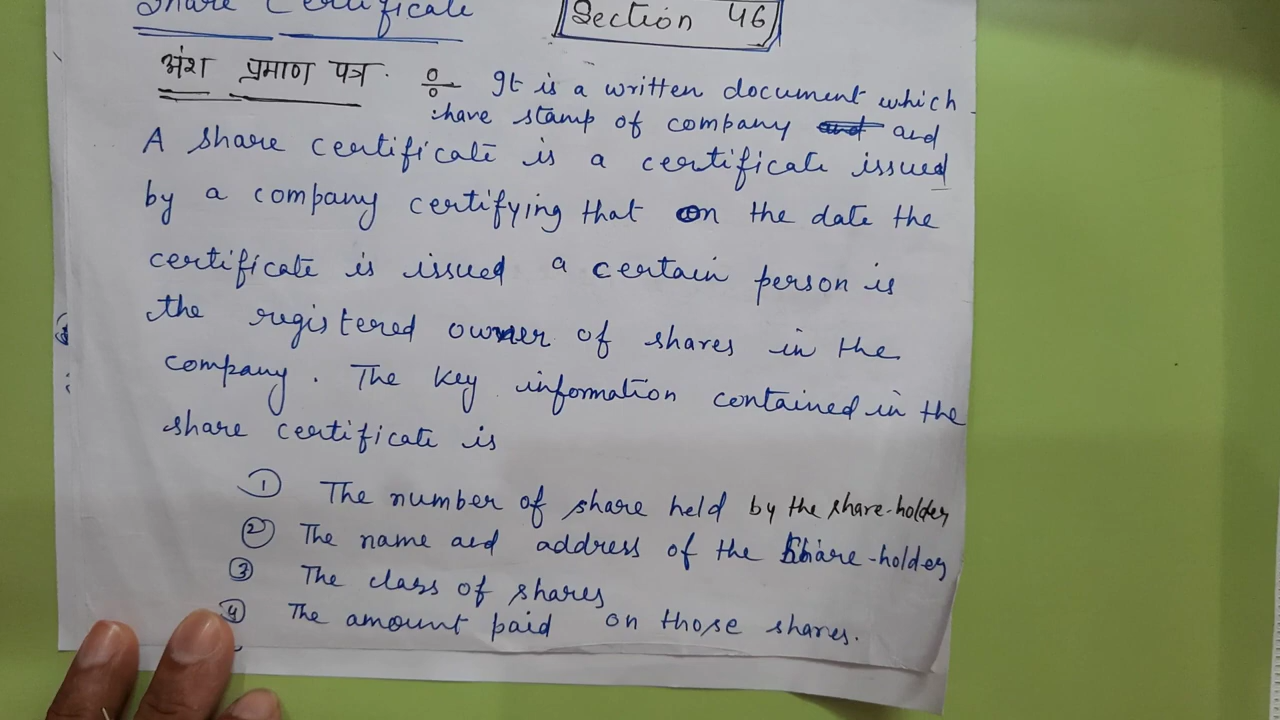 Share Certificate Section 46
अंश प्रमाण पत्र. ÷ It is a written document which
have stamp of company and and
A share certificate is a certificate issued
by a company certifying that on the date the
certificate is issued a certain person is
the registered owner of shares in the
company. The key information contained in the
share certificate is
① The number of share held by the share-holder
② The name and address of the share-holder
③ The class of shares
④ The amount paid on those shares.